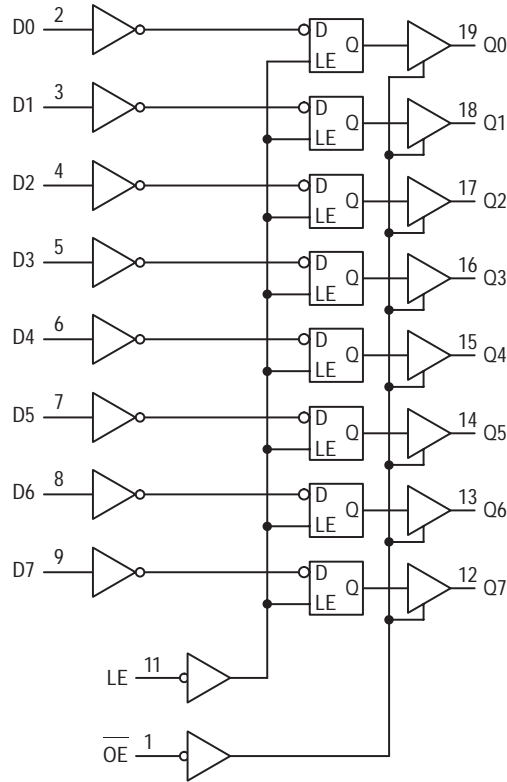 D0 2 D Q LE 19 Q0
D1 3 D Q LE 18 Q1
D2 4 D Q LE 17 Q2
D3 5 D Q LE 16 Q3
D4 6 D Q LE 15 Q4
D5 7 D Q LE 14 Q5
D6 8 D Q LE 13 Q6
D7 9 D Q LE 12 Q7
LE 11
O̅E̅ 1